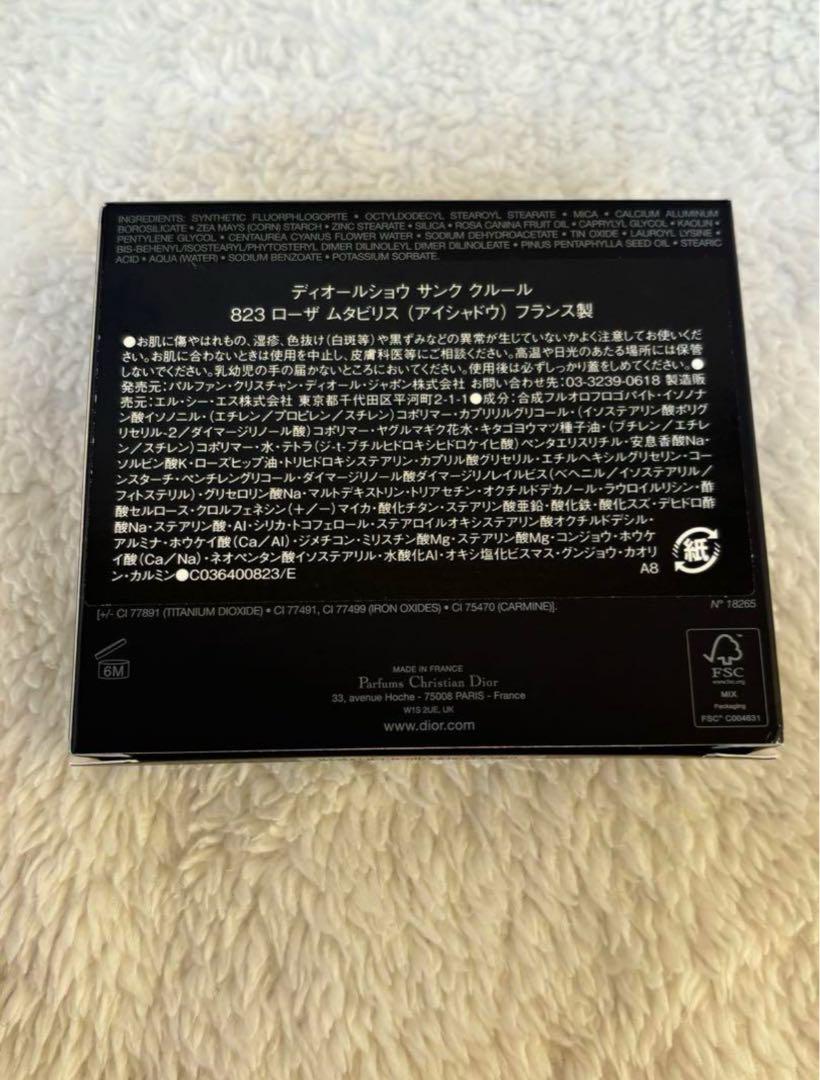 INGREDIENTS: SYNTHETIC FLUORPHLOGOPITE • OCTYLDODECYL STEAROYL STEARATE • MICA • CALCIUM ALUMINUM
BOROSILICATE • ZEA MAYS (CORN) STARCH • ZINC STEARATE • SILICA • ROSA CANINA FRUIT OIL • CAPRYLYL GLYCOL • KAOLIN •
PENTYLENE GLYCOL • CENTAUREA CYANUS FLOWER WATER • SODIUM DEHYDROACETATE • TIN OXIDE • LAUROYL LYSINE •
BIS-BEHENYL/ISOSTEARYL/PHYTOSTERYL DIMER DILINOLEYL DIMER DILINOLEATE • PINUS PENTAPHYLLA SEED OIL • STEARIC
ACID • AQUA (WATER) • SODIUM BENZOATE • POTASSIUM SORBATE.
ディオールショウ サンク クルール
823 ローザ ムタビリス (アイシャドウ) フランス製
●お肌に傷やはれもの、湿疹、色抜け(白斑等)や黒ずみなどの異常が生じていないかよく注意してお使いくだ
さい。お肌に合わないときは使用を中止し、皮膚科医等にご相談ください。高温や日光のあたる場所には保管
しないでください。乳幼児の手の届かないところにおいてください。使用後は必ずしっかり蓋をしめてください。●
発売元:パルファン・クリスチャン・ディオール・ジャポン株式会社 お問い合わせ先:03-3239-0618 製造販
売元:エル・シー・エス株式会社 東京都千代田区平河町2-1-1●成分:合成フルオロフロゴパイト・イソノナ
ン酸イソノニル・(エチレン/プロピレン/スチレン)コポリマー・カプリリルグリコール・(イソステアリン酸ポリグ
リセリル-2/ダイマージリノール酸)コポリマー・ヤグルマギク花水・キタゴヨウマツ種子油・(ブチレン/エチレ
ン/スチレン)コポリマー・水・テトラ(ジ-t-ブチルヒドロキシヒドロケイヒ酸)ペンタエリスリチル・安息香酸Na・
ソルビン酸K・ローズヒップ油・トリヒドロキシステアリン・カプリル酸グリセリル・エチルヘキシルグリセリン・コー
ンスターチ・ペンチレングリコール・ダイマージリノール酸ダイマージリノレイルビス(ベヘニル/イソステアリル/
フィトステリル)・グリセロリン酸Na・マルトデキストリン・トリアセチン・オクチルドデカノール・ラウロイルリシン・酢
酸セルロース・クロルフェネシン(+/-)マイカ・酸化チタン・ステアリン酸亜鉛・酸化鉄・酸化スズ・デヒドロ酢
酸Na・ステアリン酸・Al・シリカ・トコフェロール・ステアロイルオキシステアリン酸オクチルドデシル・
アルミナ・ホウケイ酸(Ca/Al)・ジメチコン・ミリスチン酸Mg・ステアリン酸Mg・コンジョウ・ホウケ
イ酸(Ca/Na)・ネオペンタン酸イソステアリル・水酸化Al・オキシ塩化ビスマス・グンジョウ・カオリ
ン・カルミン●C036400823/E
A8
紙
[+/- CI 77891 (TITANIUM DIOXIDE) • CI 77491, CI 77499 (IRON OXIDES) • CI 75470 (CARMINE)].
N° 18265
6M
MADE IN FRANCE
Parfums Christian Dior
33, avenue Hoche - 75008 PARIS - France
W1S 2UE, UK
www.dior.com
FSC
www.fsc.org
MIX
Packaging
FSC® C004631